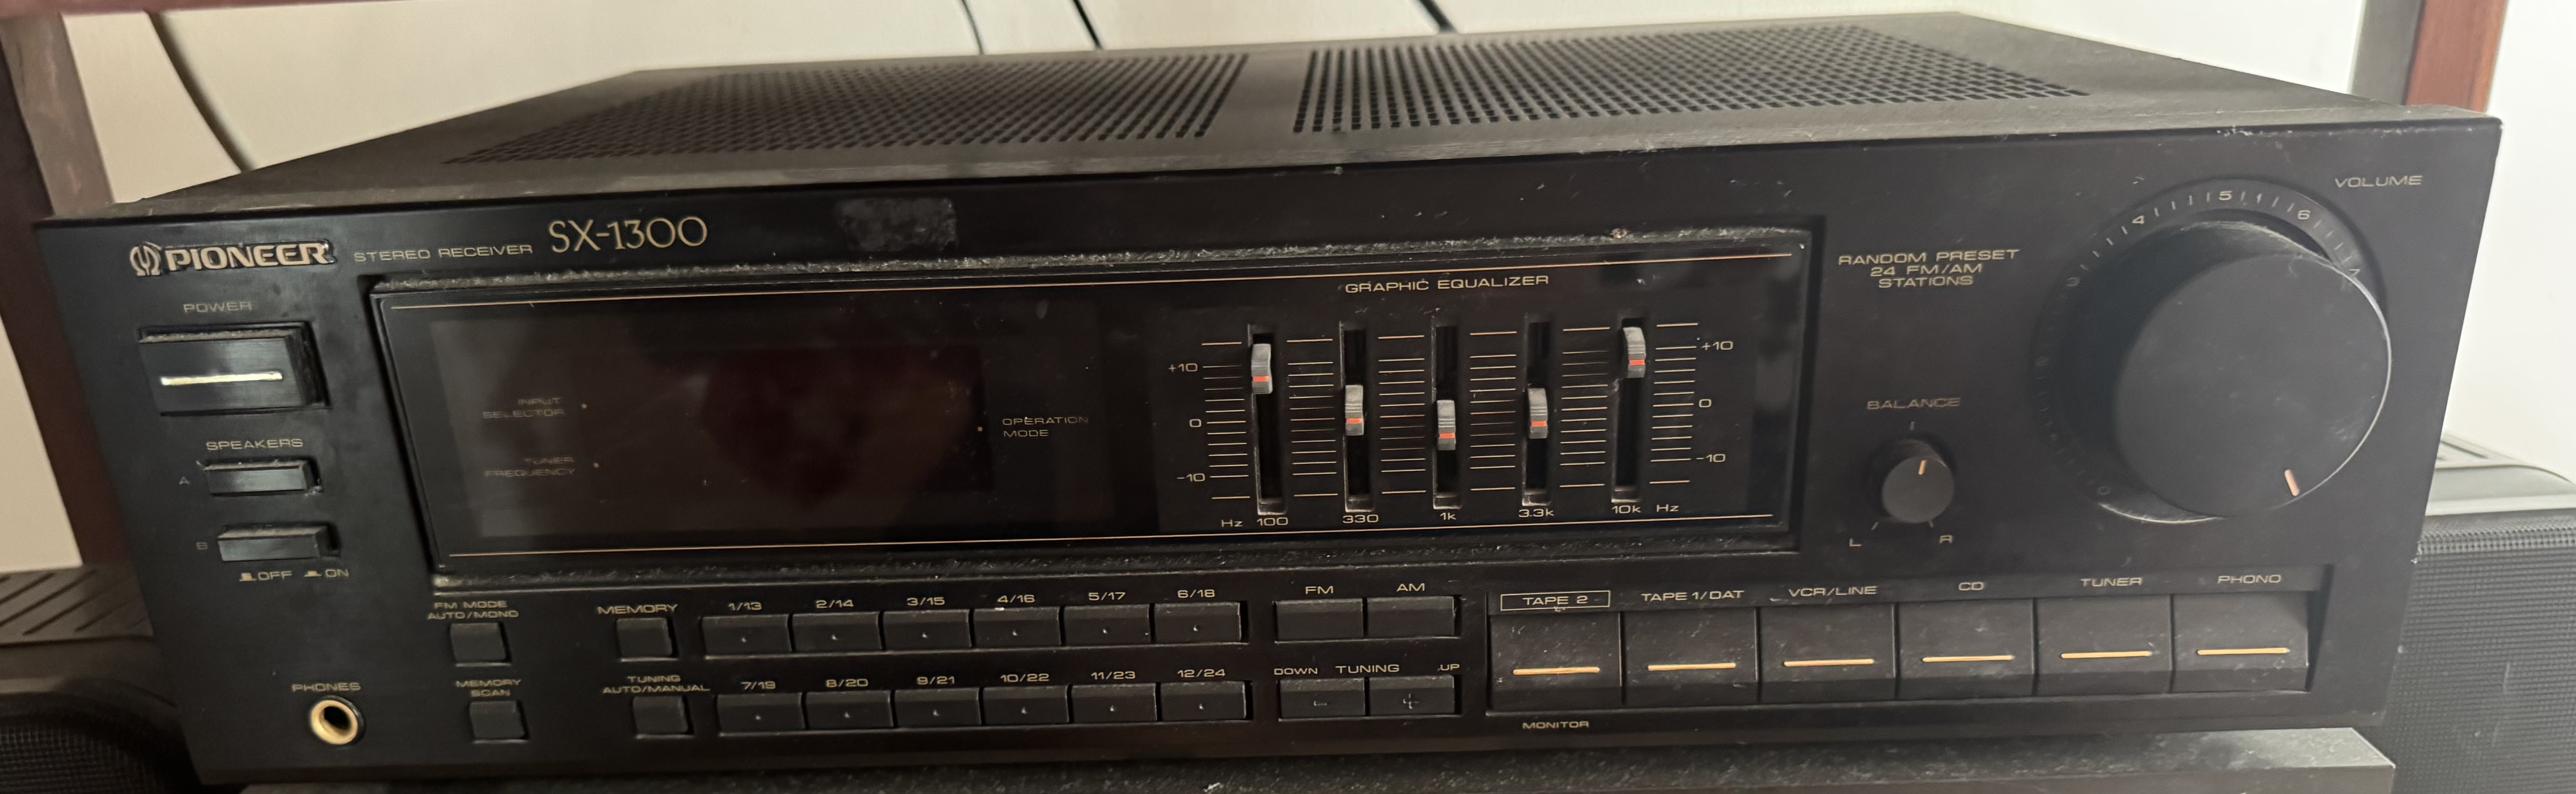 PIONEER STEREO RECEIVER SX-1300
VOLUME
4 5 6 7
POWER
GRAPHIC EQUALIZER
RANDOM PRESET
24 FM/AM
STATIONS
+10 +10
INPUT
SELECTOR
OPERATION
MODE
0 0
BALANCE
SPEAKERS
A
TUNER
FREQUENCY
-10 -10
Hz 100 330 1k 3.3k 10k Hz
L R
B
OFF ON
FM MODE
AUTO/MONO
MEMORY 1/13 2/14 3/15 4/16 5/17 6/18
FM AM
TAPE 2 TAPE 1/DAT VCR/LINE CD TUNER PHONO
PHONES
MEMORY
SCAN
TUNING
AUTO/MANUAL
7/19 8/20 9/21 10/22 11/23 12/24
DOWN TUNING UP
- +
MONITOR